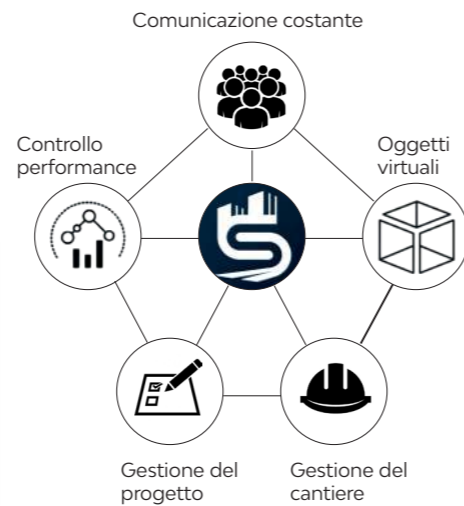 Comunicazione costante
Controllo
performance
Oggetti
virtuali
Gestione del
progetto
Gestione del
cantiere